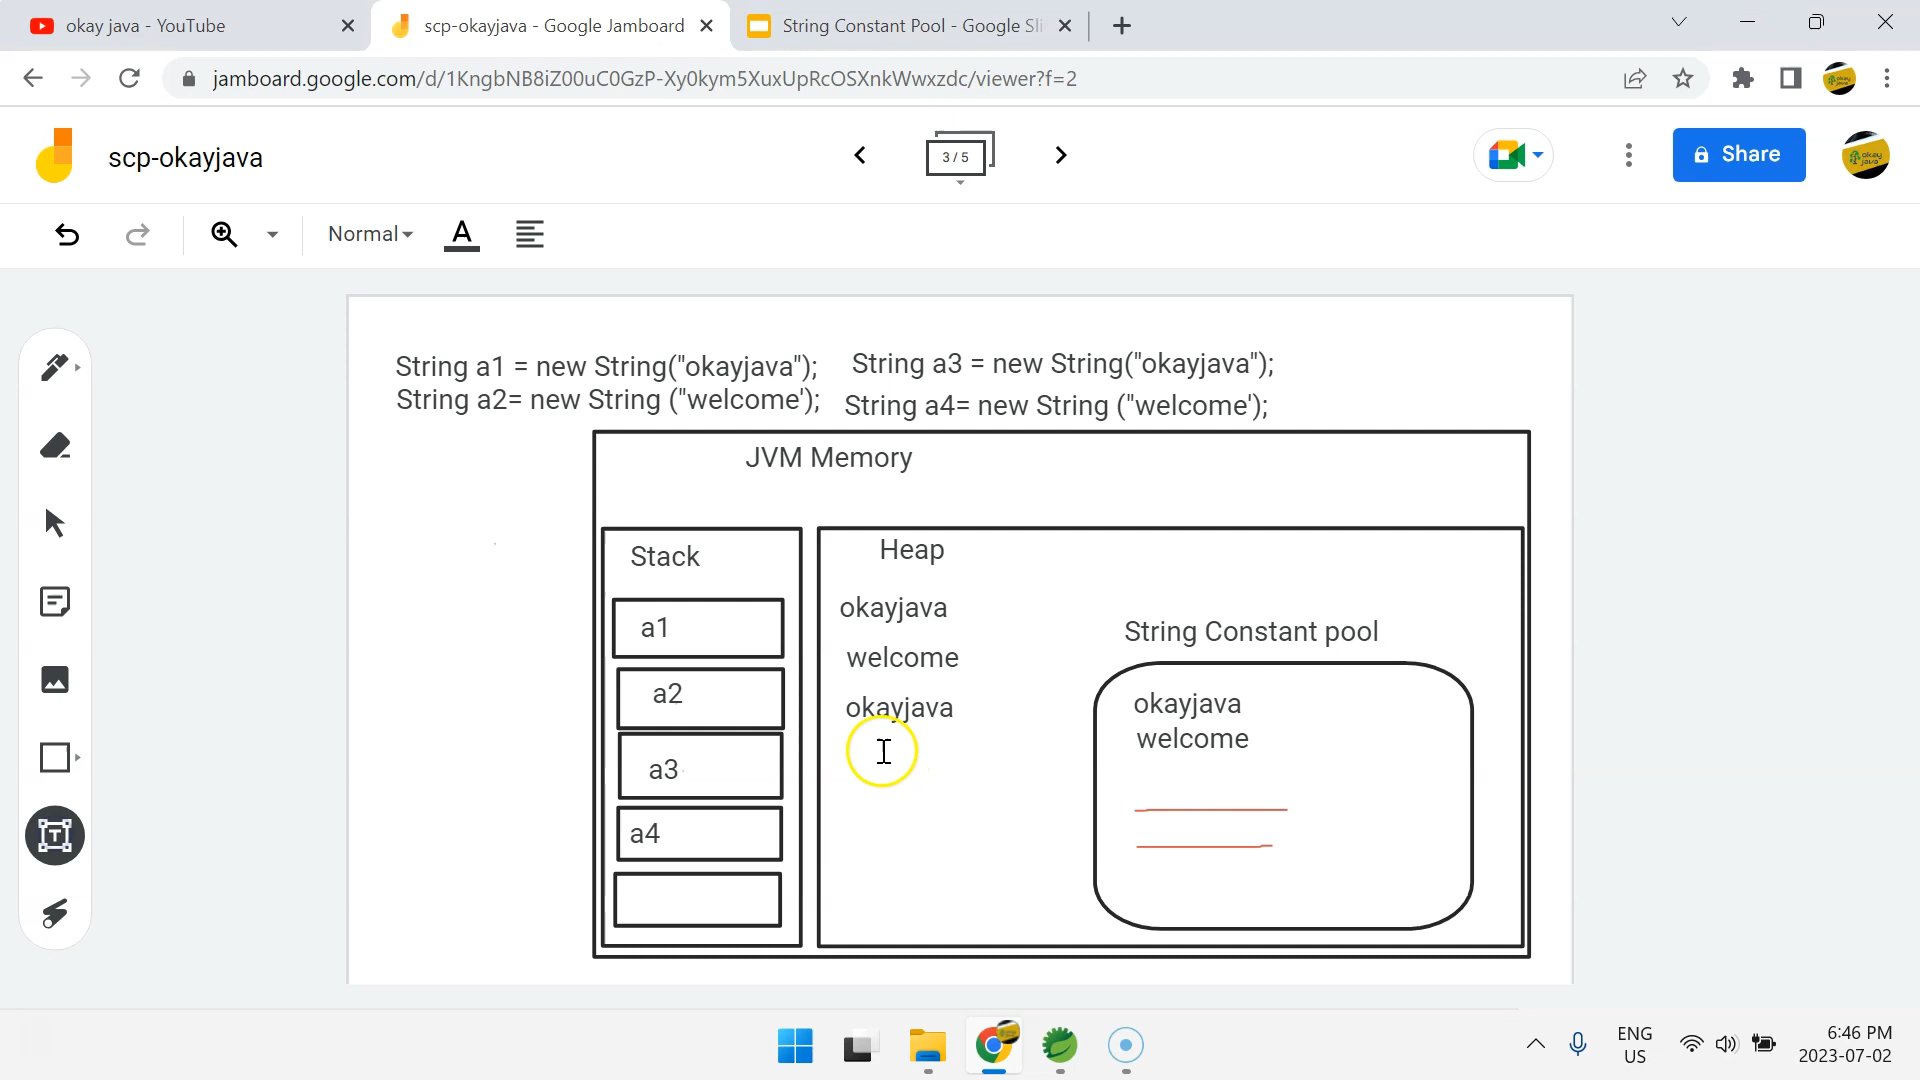 okay java - YouTube
scp-okayjava - Google Jamboard
String Constant Pool - Google Sli
jamboard.google.com/d/1KngbNB8iZ00uC0GzP-Xy0kym5XuxUpRcOSXnkWwxzdc/viewer?f=2
scp-okayjava
3 / 5
Share
Normal
A
String a1 = new String("okayjava");
String a2= new String ("welcome');
String a3 = new String("okayjava");
String a4= new String ("welcome');
JVM Memory
Stack
a1
a2
a3
a4
Heap
okayjava
welcome
okayjava
String Constant pool
okayjava
welcome
ENG
US
6:46 PM
2023-07-02